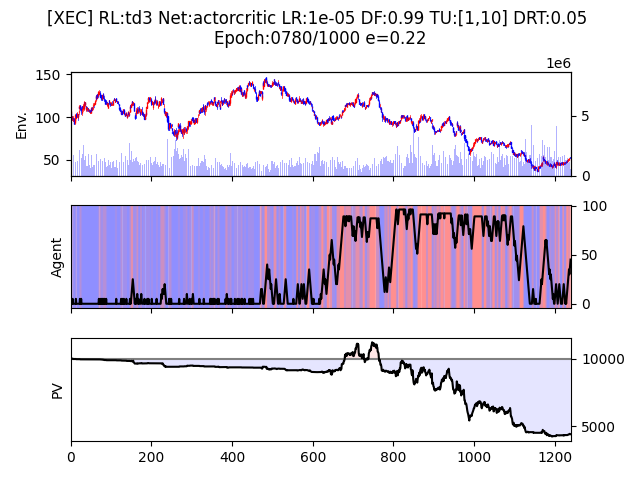 [XEC] RL:td3 Net:actorcritic LR:1e-05 DF:0.99 TU:[1,10] DRT:0.05
Epoch:0780/1000 e=0.22
1e6
150
100
50
Env.
5
0
Agent
100
50
0
PV
10000
5000
0 200 400 600 800 1000 1200